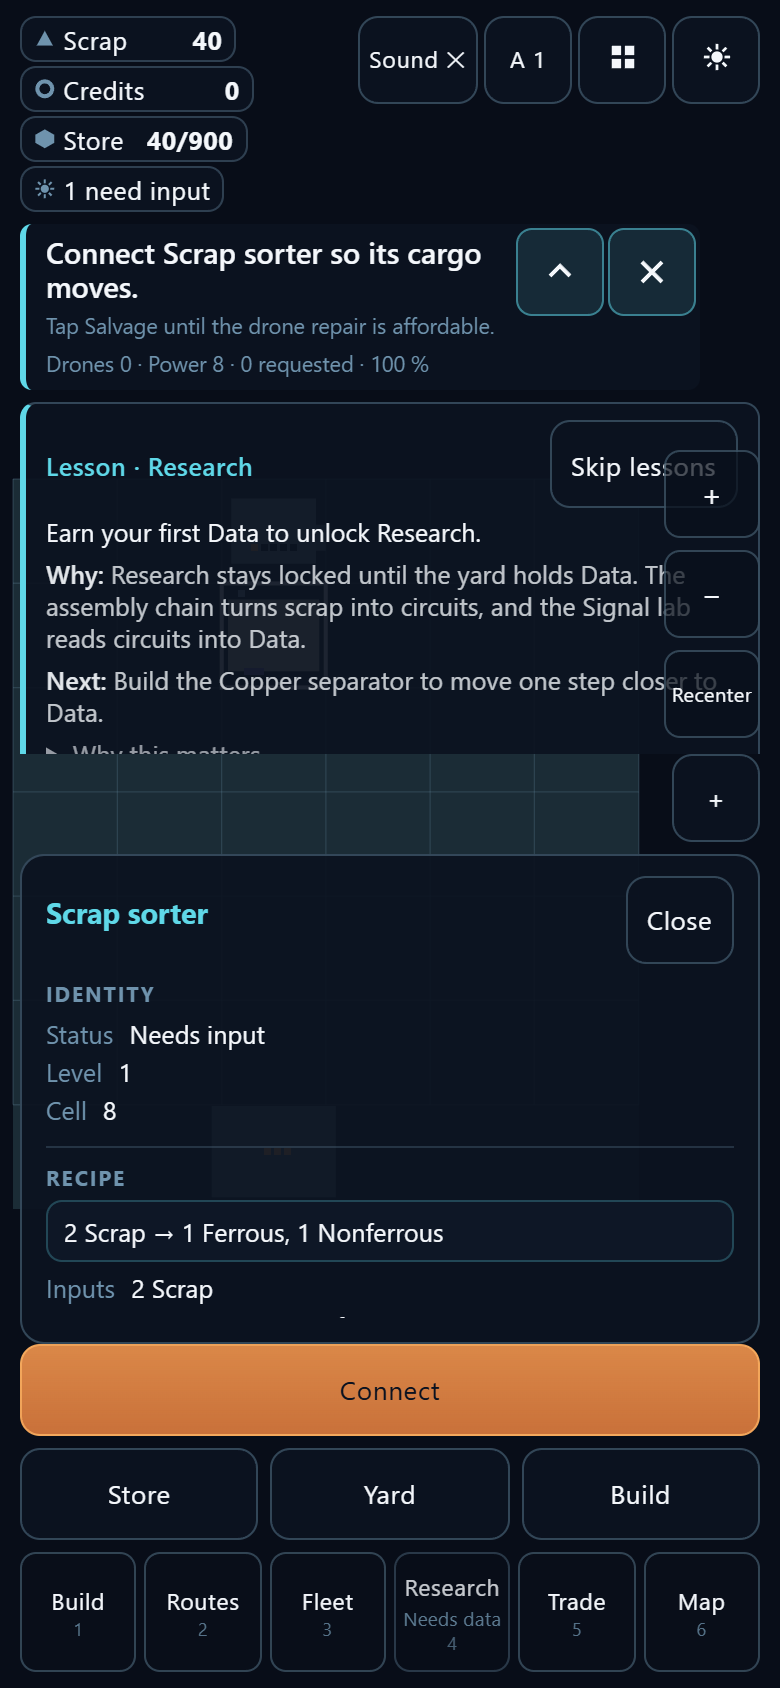 Scrap 40
Sound A 1
Credits 0
Store 40/900
1 need input
Connect Scrap sorter so its cargo
moves.
Tap Salvage until the drone repair is affordable.
Drones 0 · Power 8 · 0 requested · 100 %
Lesson · Research
Skip lessons
+
Earn your first Data to unlock Research.
Why: Research stays locked until the yard holds Data. The
assembly chain turns scrap into circuits, and the Signal lab
reads circuits into Data.
−
Next: Build the Copper separator to move one step closer to
Data.
Recenter
Why this matters
+
Scrap sorter
Close
IDENTITY
Status Needs input
Level 1
Cell 8
RECIPE
2 Scrap → 1 Ferrous, 1 Nonferrous
Inputs 2 Scrap
Connect
Store Yard Build
Build Routes Fleet Research Trade Map
Needs data
1 2 3 4 5 6